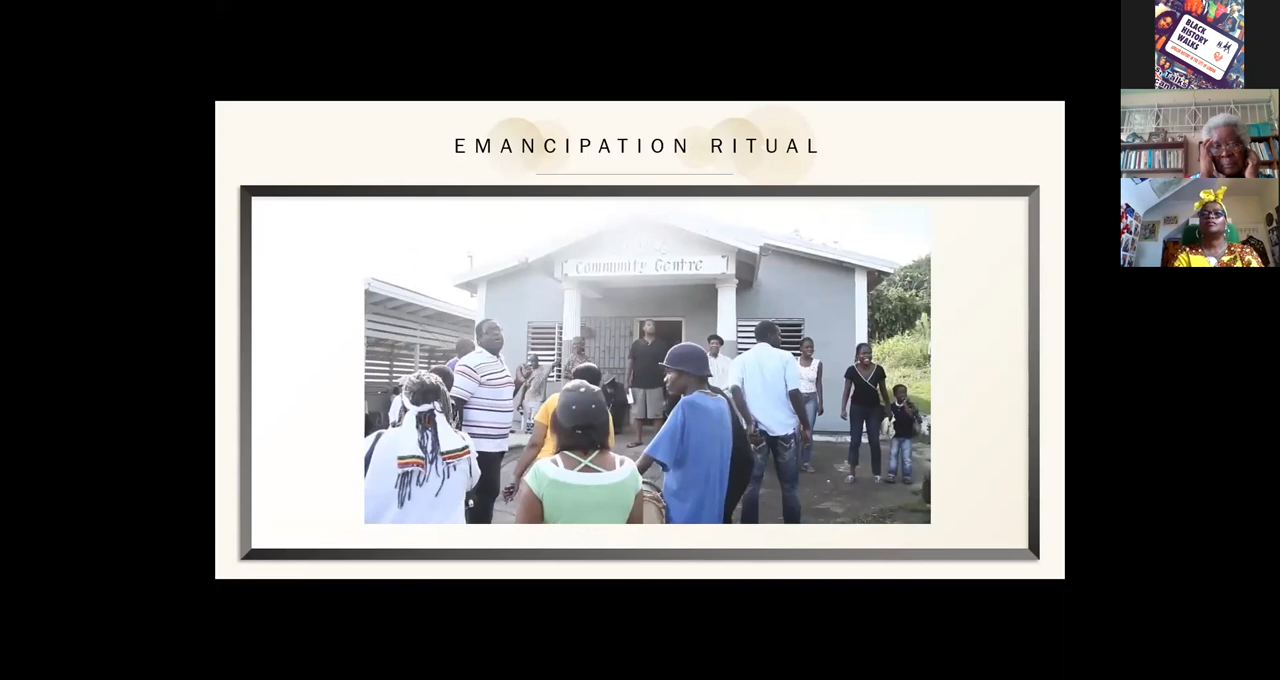 EMANCIPATION RITUAL
Community Centre
BLACK
HISTORY
WALKS